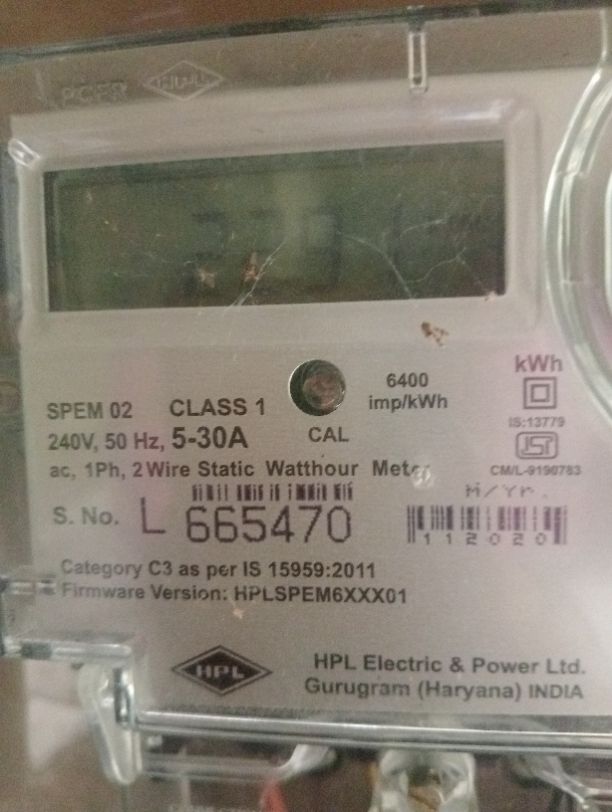 HPL
kWh
6400
imp/kWh
SPEM 02 CLASS 1
CAL
240V, 50 Hz, 5-30A
IS:13779
ac, 1Ph, 2 Wire Static Watthour Meter
CM/L-9190783
M/Yr.
S. No. L 665470
112020
Category C3 as per IS 15959:2011
Firmware Version: HPLSPEM6XXX01
HPL
HPL Electric & Power Ltd.
Gurugram (Haryana) INDIA